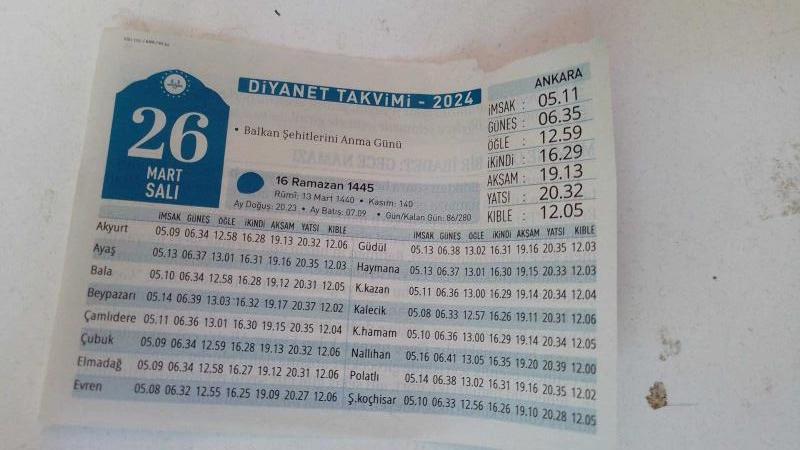 DİYANET TAKVİMİ - 2024
26
MART
SALI
• Balkan Şehitlerini Anma Günü
16 Ramazan 1445
Rûmî: 13 Mart 1440 • Kasım: 140
Ay Doğuş: 20.23 • Ay Batış: 07.09 • Gün/Kalan Gün: 86/280
ANKARA
İMSAK : 05.11
GÜNEŞ : 06.35
ÖĞLE : 12.59
İKİNDİ : 16.29
AKŞAM : 19.13
YATSI : 20.32
KIBLE : 12.05
İMSAK GÜNEŞ ÖĞLE İKİNDİ AKŞAM YATSI KIBLE
Akyurt 05.09 06.34 12.58 16.28 19.13 20.32 12.06
Ayaş 05.13 06.37 13.01 16.31 19.16 20.35 12.03
Bala 05.10 06.34 12.58 16.28 19.12 20.31 12.05
Beypazarı 05.14 06.39 13.03 16.32 19.17 20.37 12.02
Çamlıdere 05.11 06.36 13.01 16.30 19.15 20.35 12.04
Çubuk 05.09 06.34 12.59 16.28 19.13 20.32 12.06
Elmadağ 05.09 06.34 12.58 16.27 19.12 20.31 12.06
Evren 05.08 06.32 12.55 16.25 19.09 20.27 12.06
İMSAK GÜNEŞ ÖĞLE İKİNDİ AKŞAM YATSI KIBLE
Güdül 05.13 06.38 13.02 16.31 19.16 20.35 12.03
Haymana 05.13 06.37 13.01 16.30 19.15 20.33 12.03
K.kazan 05.11 06.36 13.00 16.29 19.14 20.34 12.04
Kalecik 05.08 06.33 12.57 16.26 19.11 20.31 12.06
K.hamam 05.10 06.36 13.00 16.29 19.14 20.34 12.05
Nallıhan 05.16 06.41 13.05 16.35 19.20 20.39 12.00
Polatlı 05.14 06.38 13.02 16.31 19.16 20.35 12.02
Ş.koçhisar 05.10 06.33 12.56 16.26 19.10 20.28 12.05